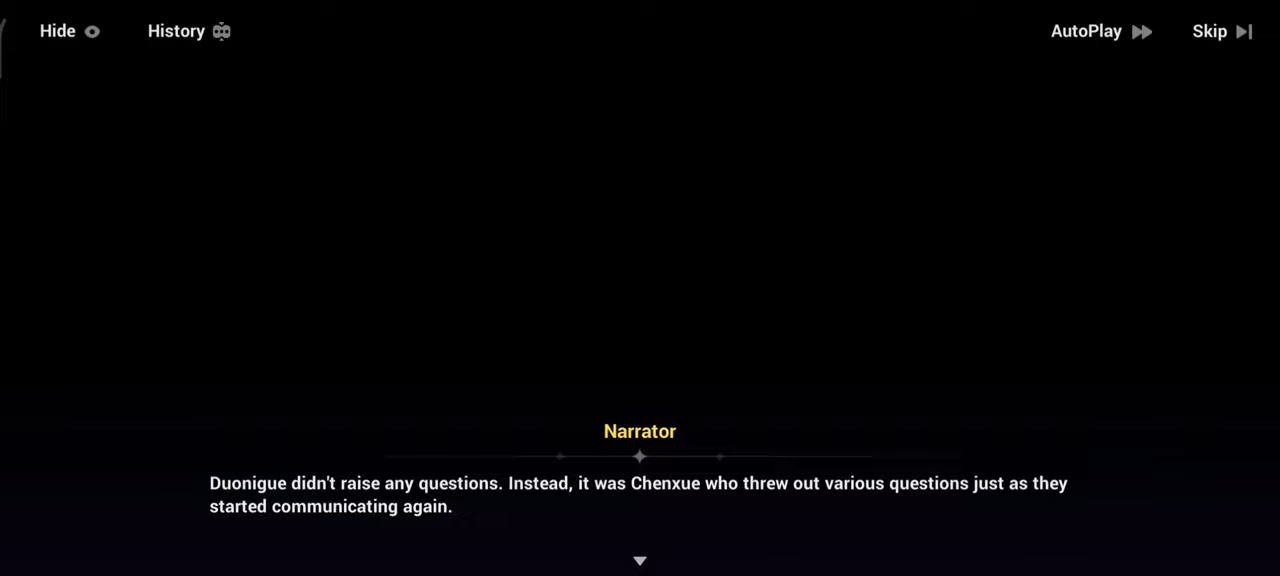 Hide
History
AutoPlay
Skip
Narrator
Duonigue didn't raise any questions. Instead, it was Chenxue who threw out various questions just as they
started communicating again.